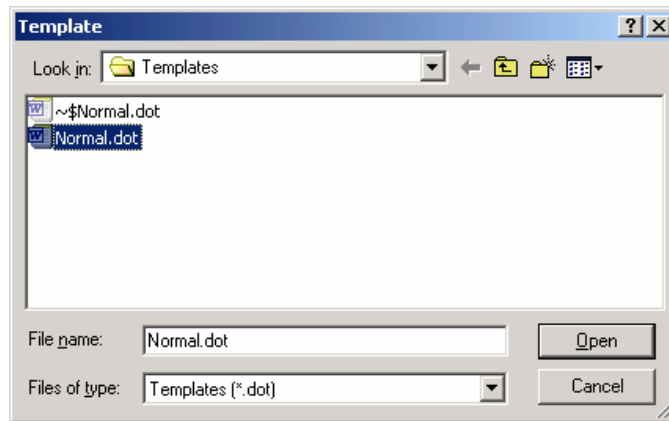 Template
Look in: Templates
~$Normal.dot
Normal.dot
File name: Normal.dot Open
Files of type: Templates (*.dot) Cancel